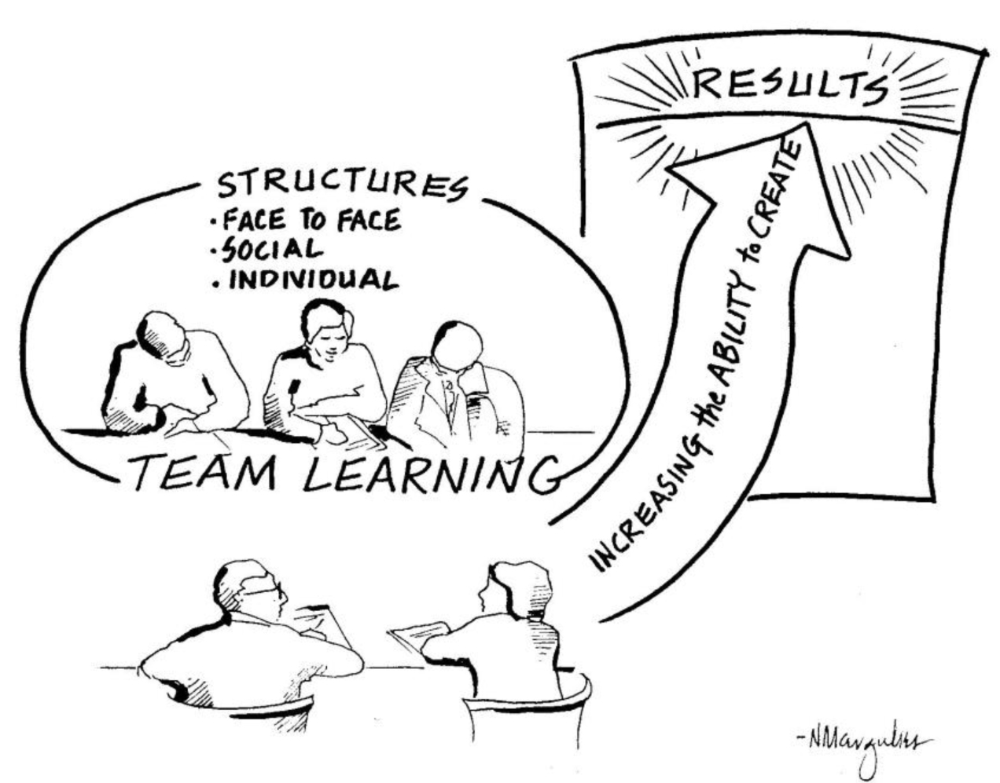 RESULTS
STRUCTURES
· FACE TO FACE
· SOCIAL
· INDIVIDUAL
TEAM LEARNING
INCREASING the ABILITY to CREATE
-NMargulies